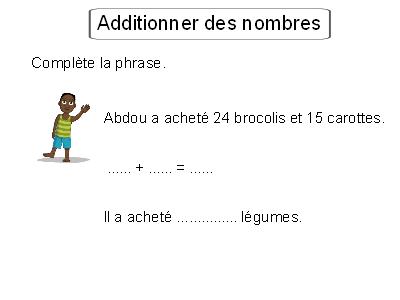 Additionner des nombres
Complète la phrase.
Abdou a acheté 24 brocolis et 15 carottes.
...... + ...... = ......
Il a acheté ............... légumes.